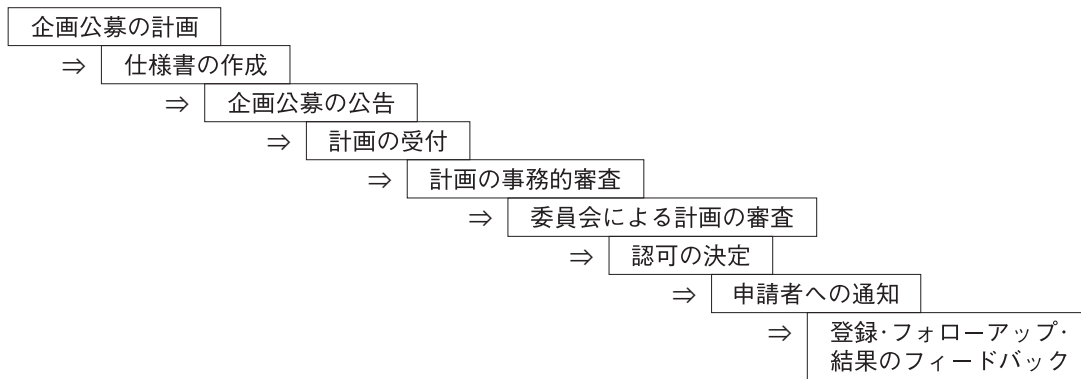 企画公募の計画
⇒ 仕様書の作成
⇒ 企画公募の公告
⇒ 計画の受付
⇒ 計画の事務的審査
⇒ 委員会による計画の審査
⇒ 認可の決定
⇒ 申請者への通知
⇒ 登録・フォローアップ・
結果のフィードバック